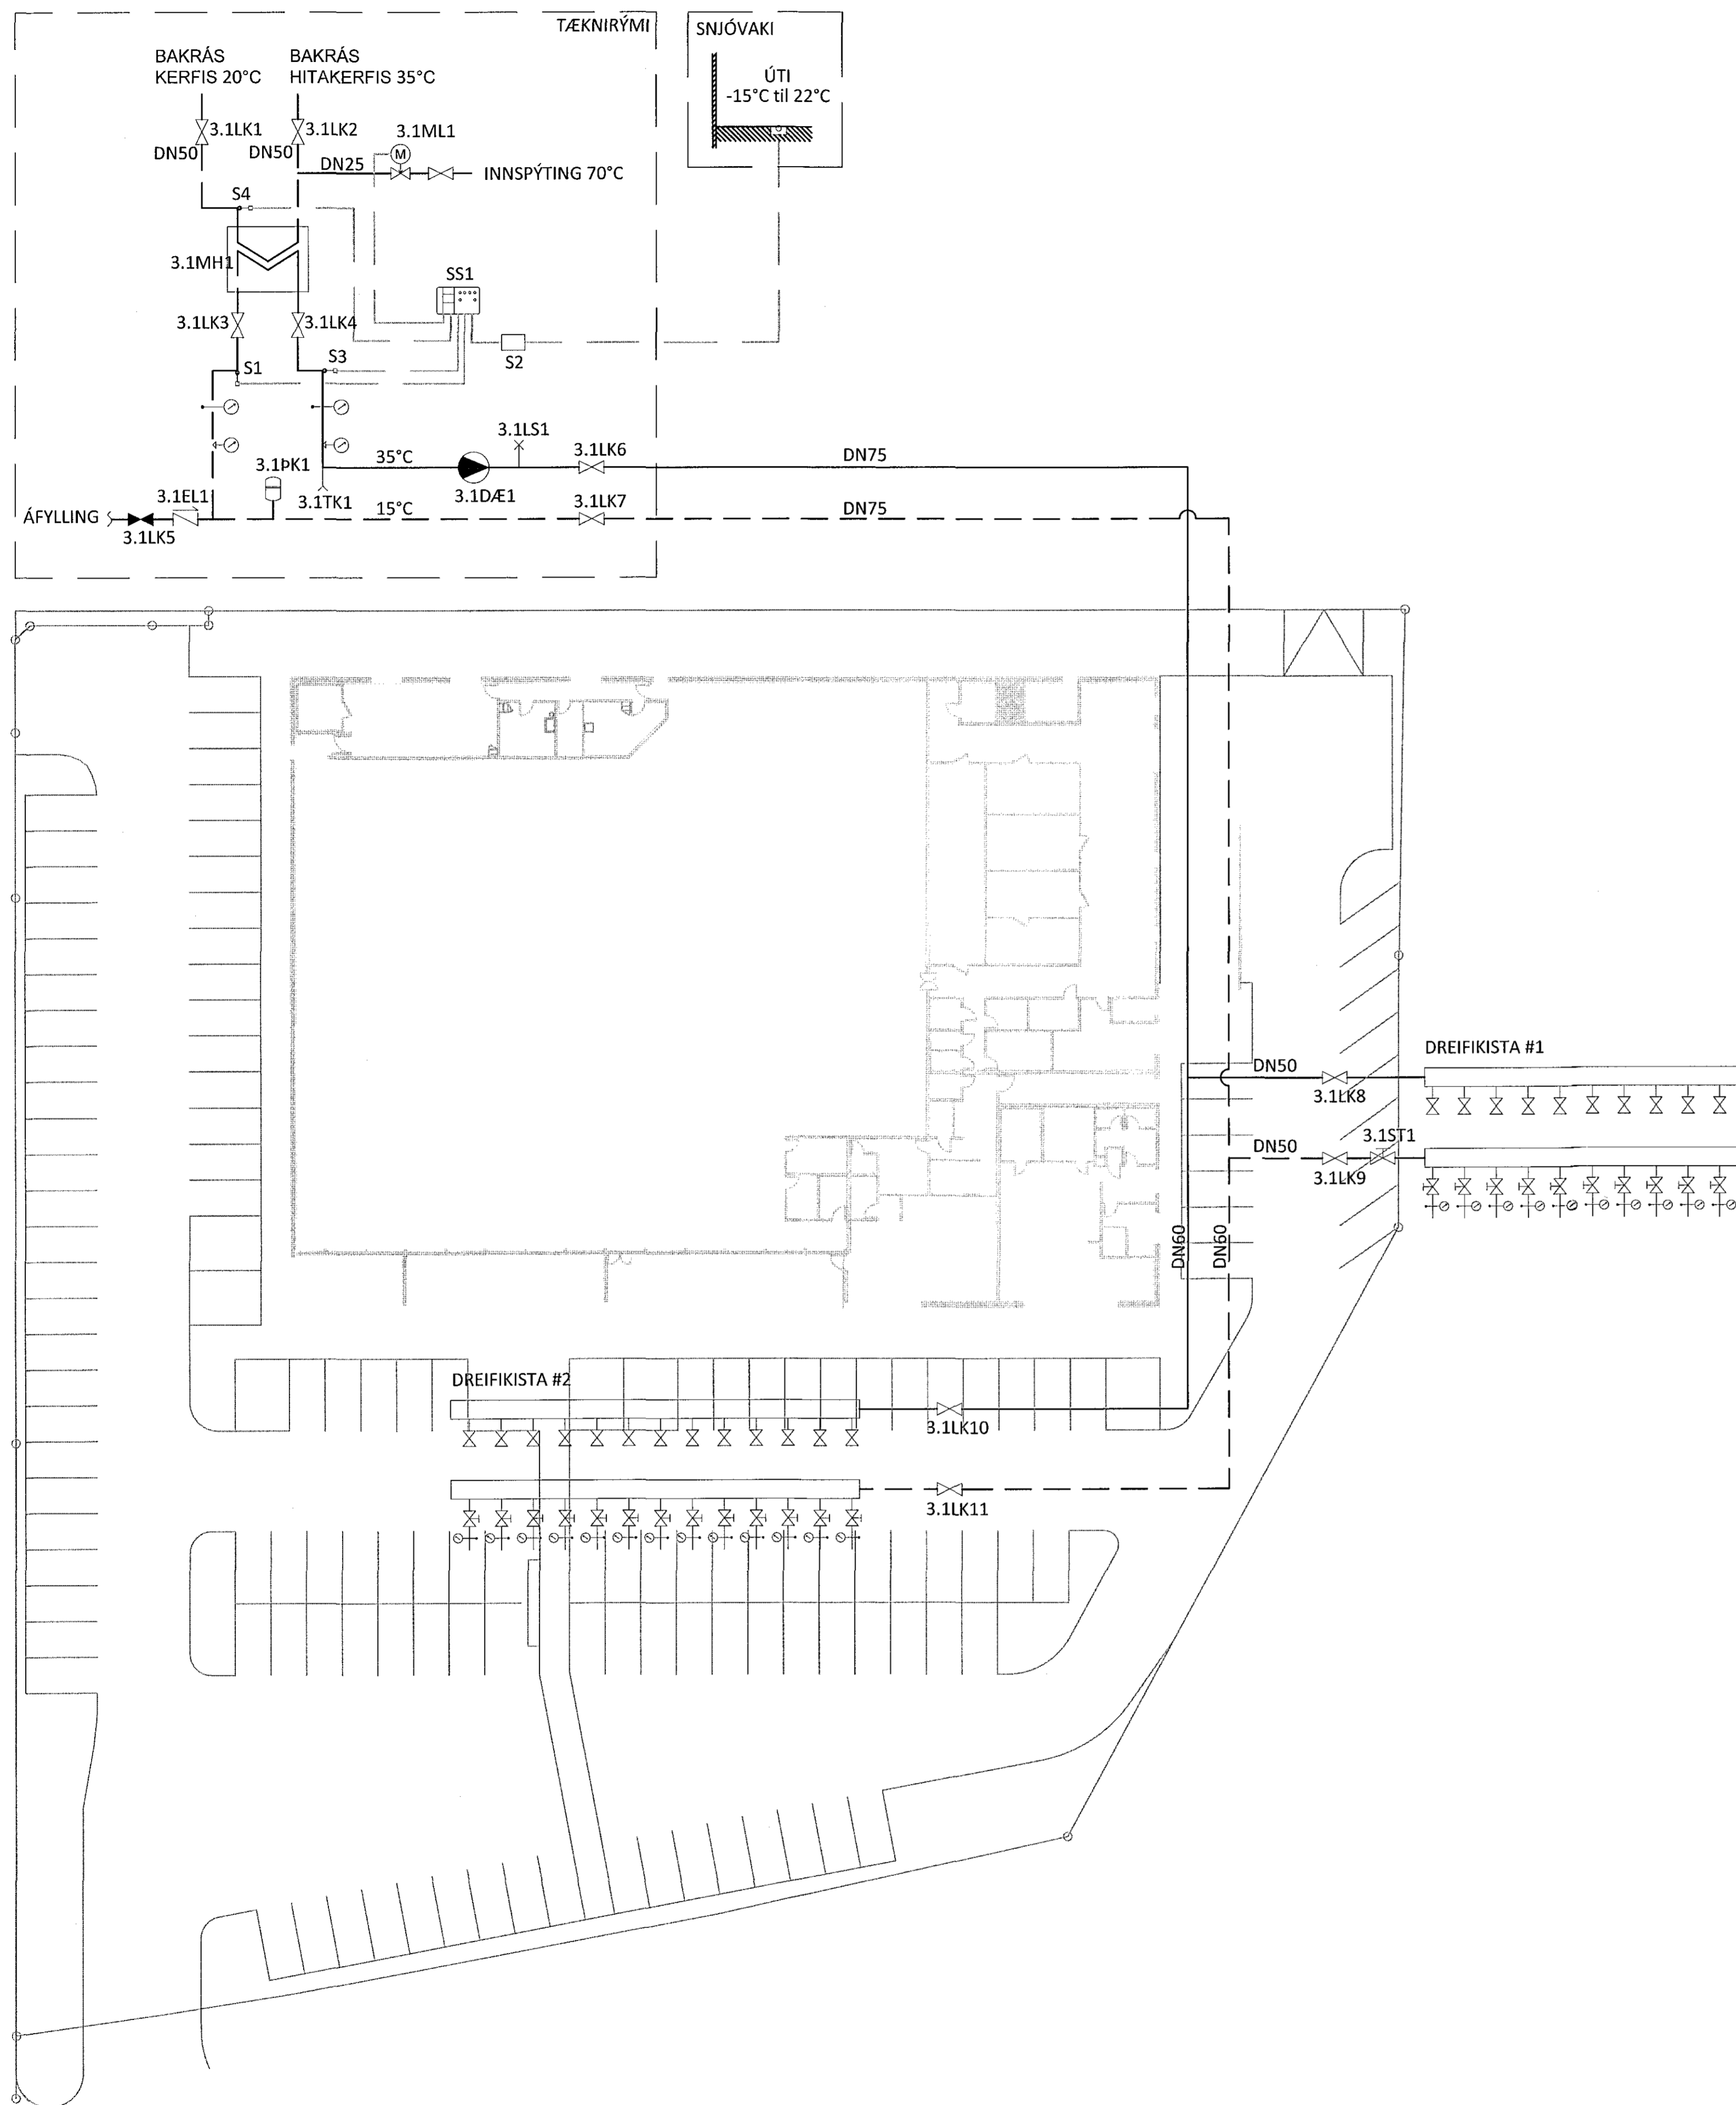 TÆKNIRÝMI
SNJÓVAKI
BAKRÁS
KERFIS 20°C
BAKRÁS
HITAKERFIS 35°C
ÚTI
-15°C til 22°C
3.1LK1
3.1LK2
3.1ML1
M
DN50
DN50
DN25
INNSPÝTING 70°C
S4
3.1MH1
SS1
3.1LK3
3.1LK4
S3
S2
S1
3.1LS1
3.1LK6
35°C
DN75
3.1ÞK1
3.1DÆ1
3.1TK1
3.1EL1
3.1LK7
15°C
DN75
ÁFYLLING
3.1LK5
DREIFIKISTA #1
DN50
3.1LK8
3.1ST1
DN50
3.1LK9
DN60
DN60
DREIFIKISTA #2
3.1LK10
3.1LK11